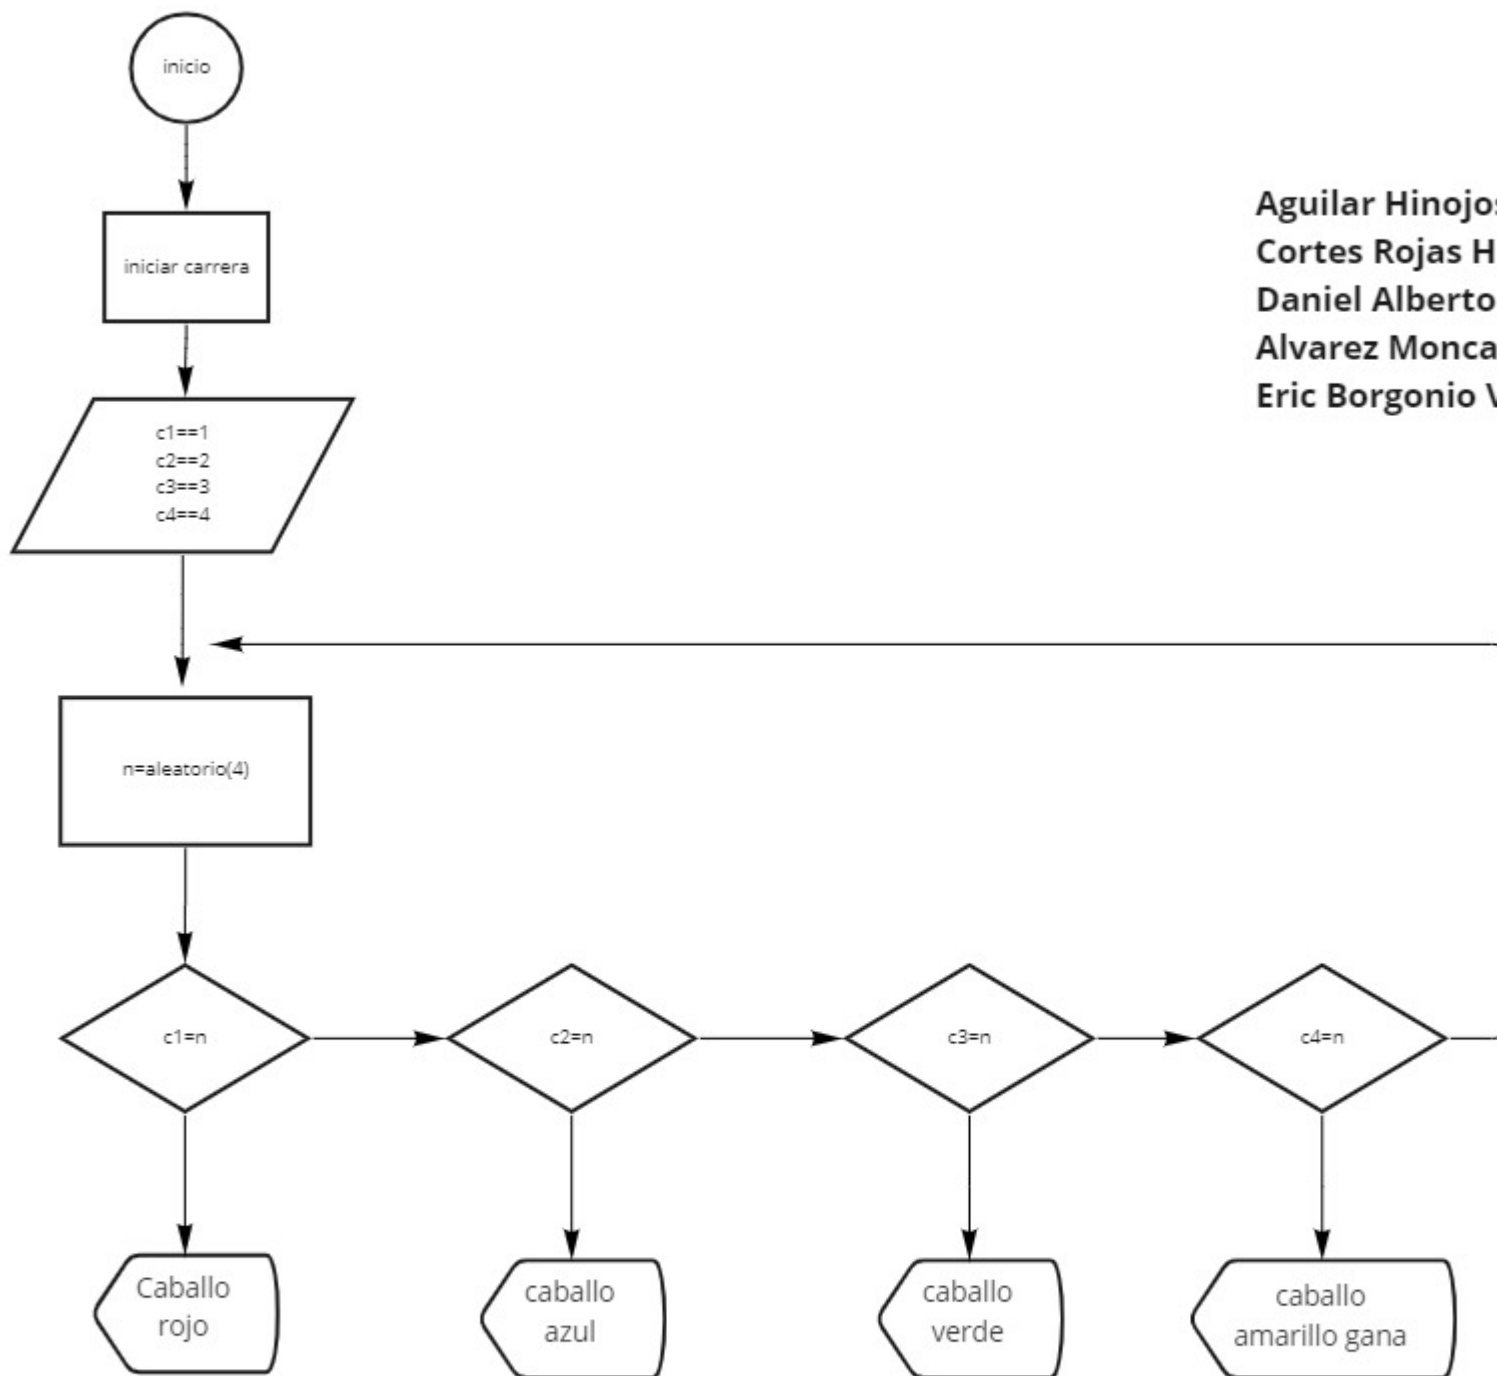 inicio
iniciar carrera
c1==1
c2==2
c3==3
c4==4
Aguilar
Cortes Rojas
Daniel Alberto
Alvarez
Eric Borgonio
n=aleatorio(4)
c1=n
c2=n
c3=n
c4=n
Caballo
rojo
caballo
azul
caballo
verde
caballo
amarillo gana